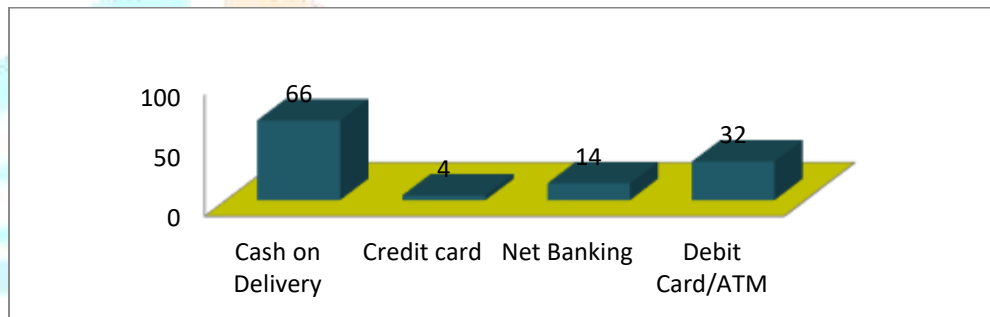 100
50
0
66
4
14
32
Cash on
Delivery
Credit card
Net Banking
Debit
Card/ATM